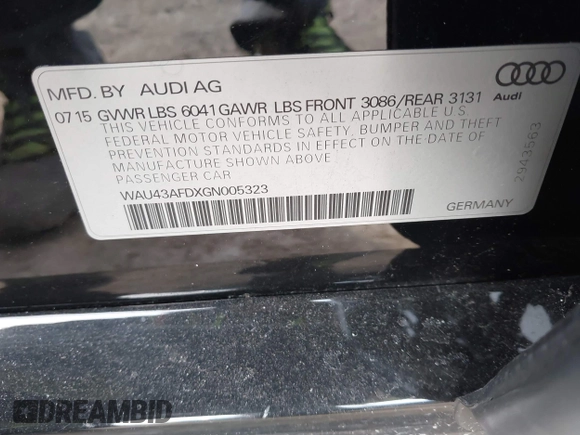 MFD. BY AUDI AG
07 15 GVWR LBS 6041 GAWR LBS FRONT 3086/REAR 3131
THIS VEHICLE CONFORMS TO ALL APPLICABLE U.S.
FEDERAL MOTOR VEHICLE SAFETY, BUMPER AND THEFT
PREVENTION STANDARDS IN EFFECT ON THE DATE OF
MANUFACTURE SHOWN ABOVE
PASSENGER CAR
WAU43AFDXGN005323
GERMANY
Audi
2943563
DREAMBID